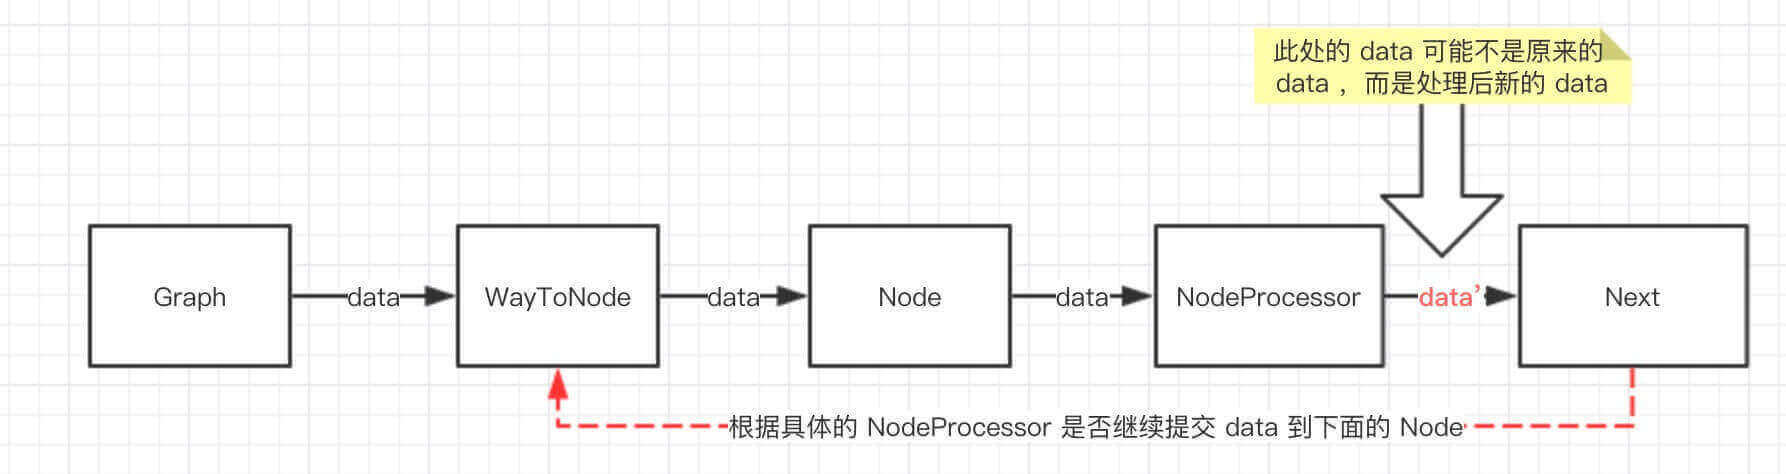 此处的 data 可能不是原来的
data ，而是处理后新的 data
Graph
data
WayToNode
data
Node
data
NodeProcessor
data’
Next
根据具体的 NodeProcessor 是否继续提交 data 到下面的 Node